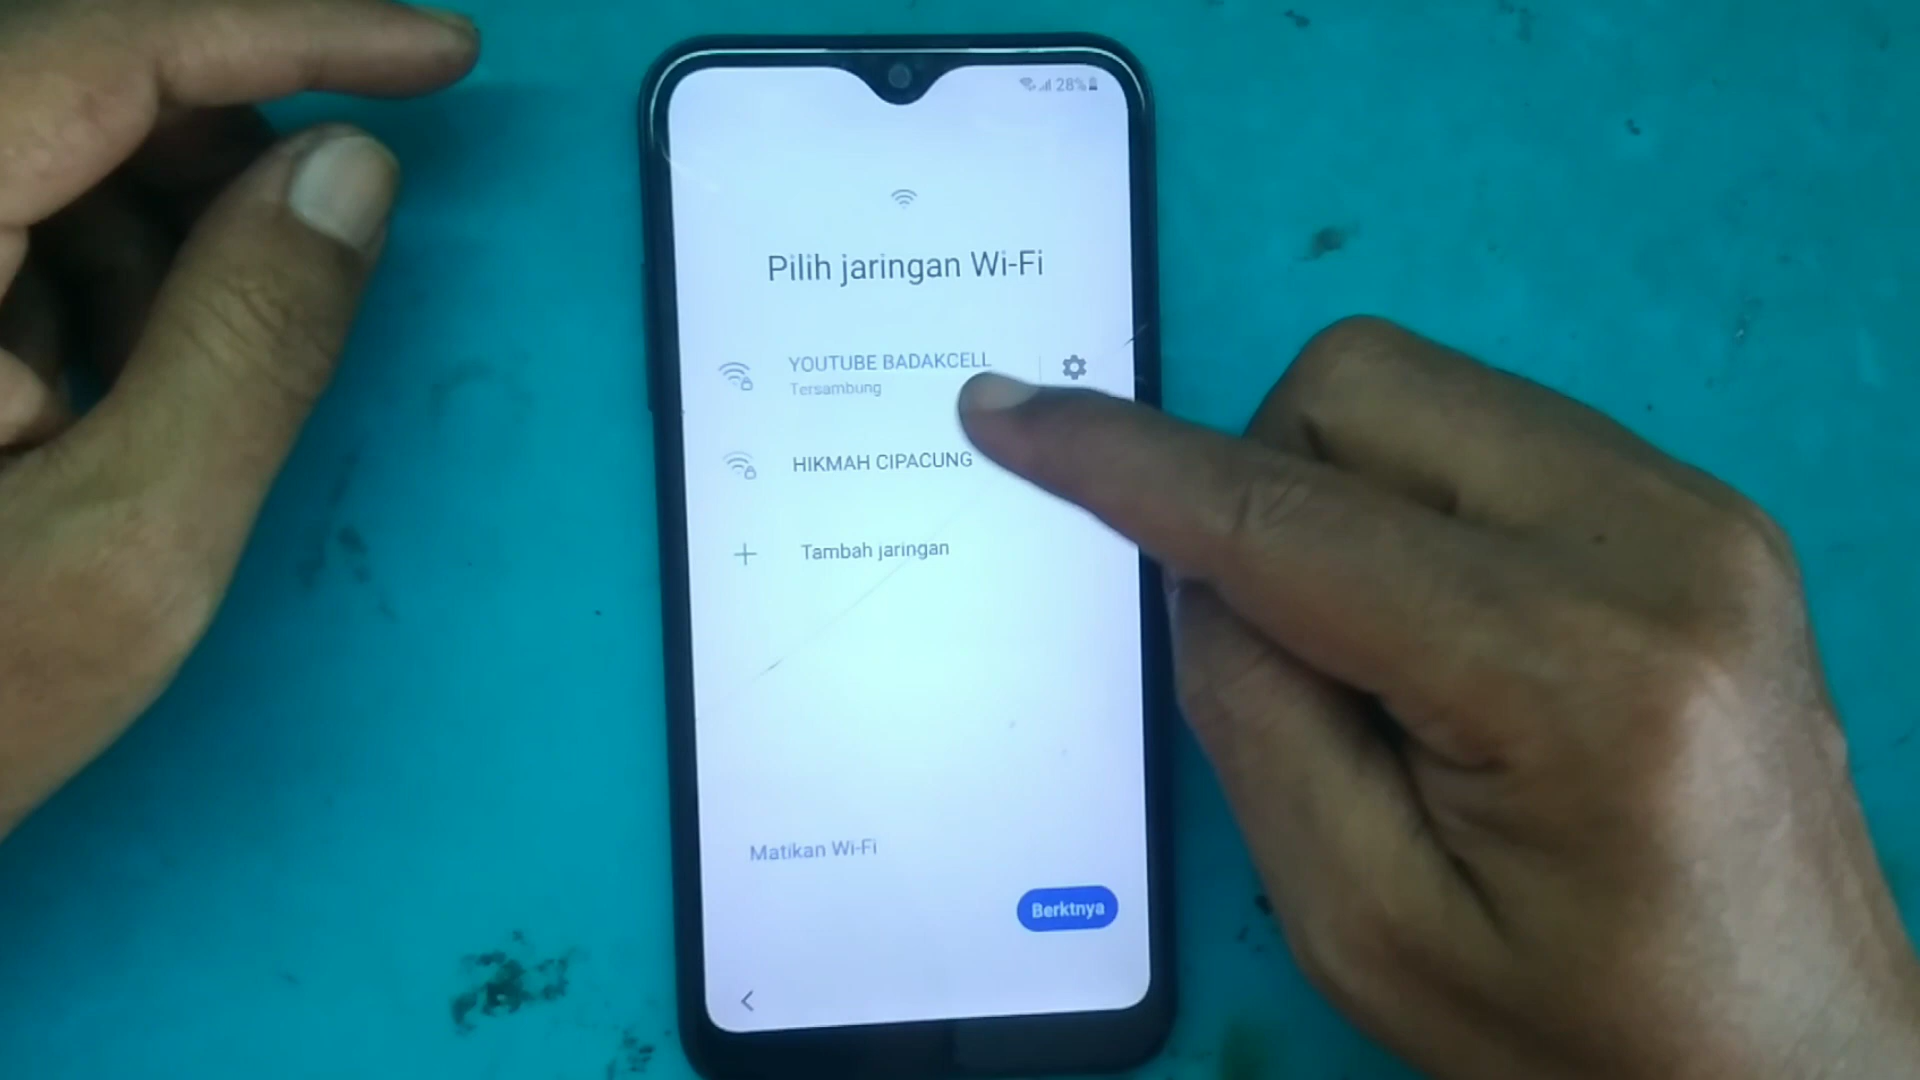 28%
Pilih jaringan Wi-Fi
YOUTUBE BADAKCELL
Tersambung
HIKMAH CIPACUNG
Tambah jaringan
Matikan Wi-Fi
Berktnya